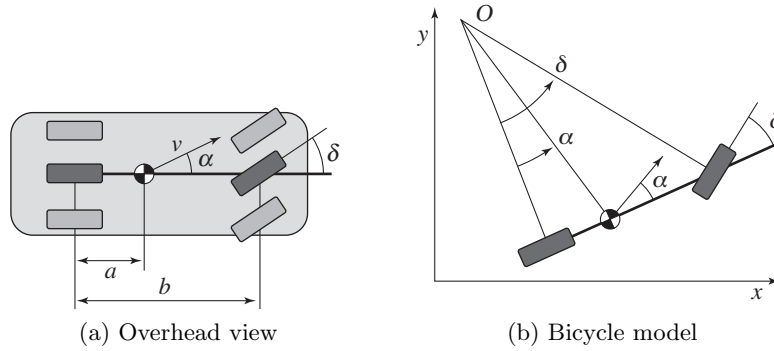 v
α
δ
a
b
(a) Overhead view
y
O
δ
α
α
δ
x
(b) Bicycle model